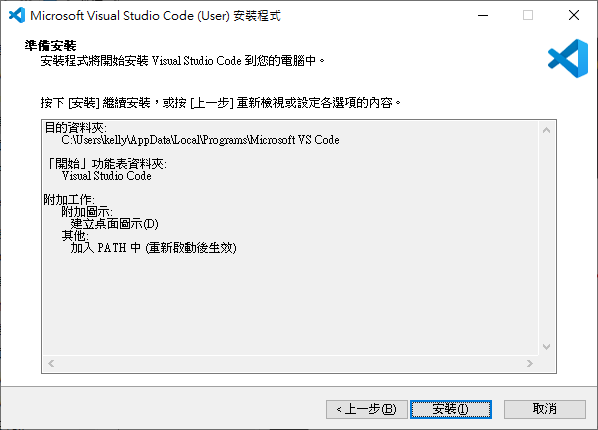 Microsoft Visual Studio Code (User) 安裝程式
準備安裝
安裝程式將開始安裝 Visual Studio Code 到您的電腦中。
按下 [安裝] 繼續安裝，或按 [上一步] 重新檢視或設定各選項的內容。
目的資料夾:
C:\Users\kelly\AppData\Local\Programs\Microsoft VS Code
「開始」功能表資料夾:
Visual Studio Code
附加工作:
附加圖示:
建立桌面圖示(D)
其他:
加入 PATH 中 (重新啟動後生效)
< 上一步(B)
安裝(I)
取消